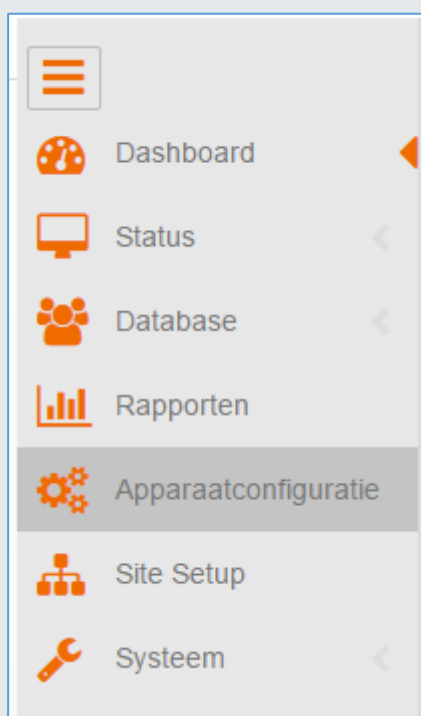 Dashboard
Status
Database
Rapporten
Apparaatconfiguratie
Site Setup
Systeem